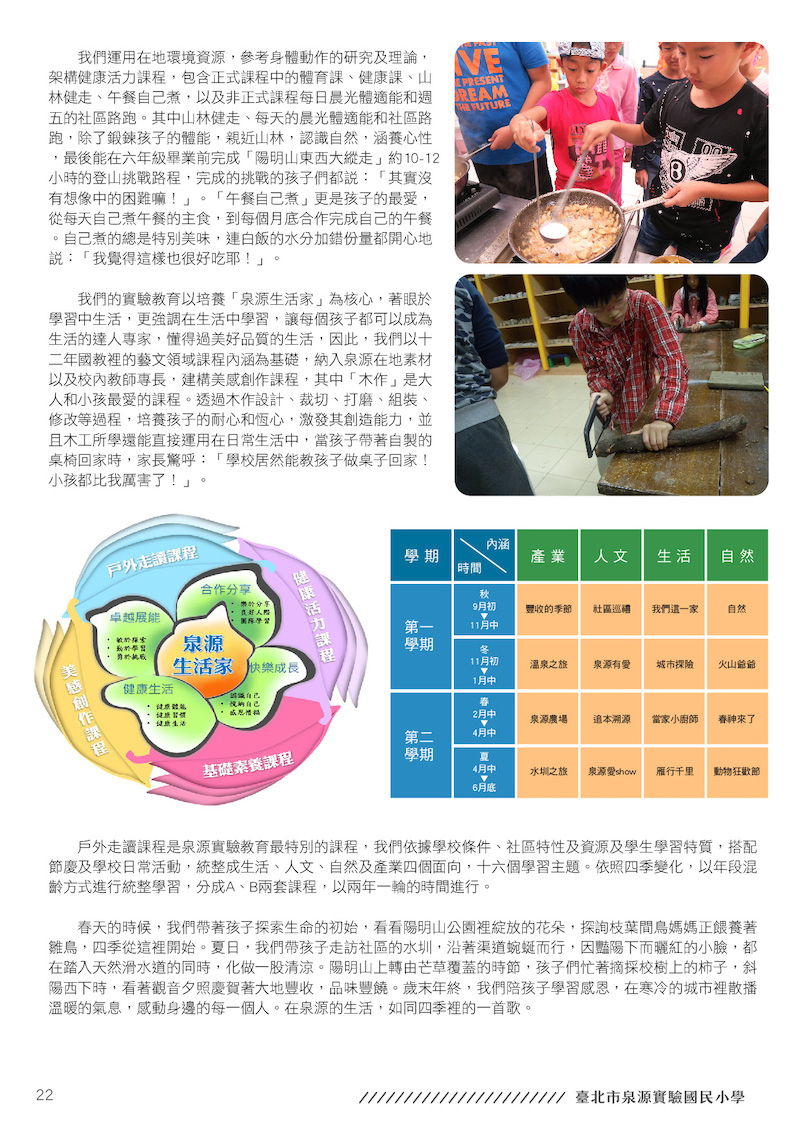 我們運用在地環境資源，參考身體動作的研究及理論，
架構健康活力課程，包含正式課程中的體育課、健康課、山
林健走、午餐自己煮，以及非正式課程每日晨光體適能和週
五的社區路跑。其中山林健走、每天的晨光體適能和社區路
跑，除了鍛鍊孩子的體能，親近山林，認識自然，涵養心性
，最後能在六年級畢業前完成「陽明山東西大縱走」約10-12
小時的登山挑戰路程，完成的挑戰的孩子們都說：「其實沒
有想像中的困難嘛！」。「午餐自己煮」更是孩子的最愛，
從每天自己煮午餐的主食，到每個月底合作完成自己的午餐
。自己煮的總是特別美味，連白飯的水分加錯份量都開心地
說：「我覺得這樣也很好吃耶！」。
我們的實驗教育以培養「泉源生活家」為核心，著眼於
學習中生活，更強調在生活中學習，讓每個孩子都可以成為
生活的達人專家，懂得過美好品質的生活，因此，我們以十
二年國教裡的藝文領域課程內涵為基礎，納入泉源在地素材
以及校內教師專長，建構美感創作課程，其中「木作」是大
人和小孩最愛的課程。透過木作設計、裁切、打磨、組裝、
修改等過程，培養孩子的耐心和恆心，激發其創造能力，並
且木工所學還能直接運用在日常生活中，當孩子帶著自製的
桌椅回家時，家長驚呼：「學校居然能教孩子做桌子回家！
小孩都比我厲害了！」。
VE
PRESENT
DREAM
THE FUTURE
戶外走讀課程
健康活力課程
美感創作課程
基礎素養課程
合作分享
• 樂於分享
• 良好人際
• 團隊學習
卓越展能
• 敏於探索
• 勤於學習
• 勇於挑戰
泉源
生活家
快樂成長
• 認識自己
• 悅納自己
• 感恩惜福
健康生活
• 健康體能
• 健康習慣
• 健康生活
學期 內涵 時間 產業 人文 生活 自然
第一學期
秋 9月初▼11月中 豐收的季節 社區巡禮 我們這一家 自然
冬 11月初▼1月中 溫泉之旅 泉源有愛 城市探險 火山爺爺
第二學期
春 2月中▼4月中 泉源農場 追本溯源 當家小廚師 春神來了
夏 4月中▼6月底 水圳之旅 泉源愛show 雁行千里 動物狂歡節
戶外走讀課程是泉源實驗教育最特別的課程，我們依據學校條件、社區特性及資源及學生學習特質，搭配
節慶及學校日常活動，統整成生活、人文、自然及產業四個面向，十六個學習主題。依照四季變化，以年段混
齡方式進行統整學習，分成A、B兩套課程，以兩年一輪的時間進行。
春天的時候，我們帶著孩子探索生命的初始，看看陽明山公園裡綻放的花朵，探詢枝葉間鳥媽媽正餵養著
雛鳥，四季從這裡開始。夏日，我們帶孩子走訪社區的水圳，沿著渠道蜿蜒而行，因豔陽下而曬紅的小臉，都
在踏入天然滑水道的同時，化做一股清涼。陽明山上轉由芒草覆蓋的時節，孩子們忙著摘採校樹上的柿子，斜
陽西下時，看著觀音夕照慶賀著大地豐收，品味豐饒。歲末年終，我們陪孩子學習感恩，在寒冷的城市裡散播
溫暖的氣息，感動身邊的每一個人。在泉源的生活，如同四季裡的一首歌。
22
臺北市泉源實驗國民小學